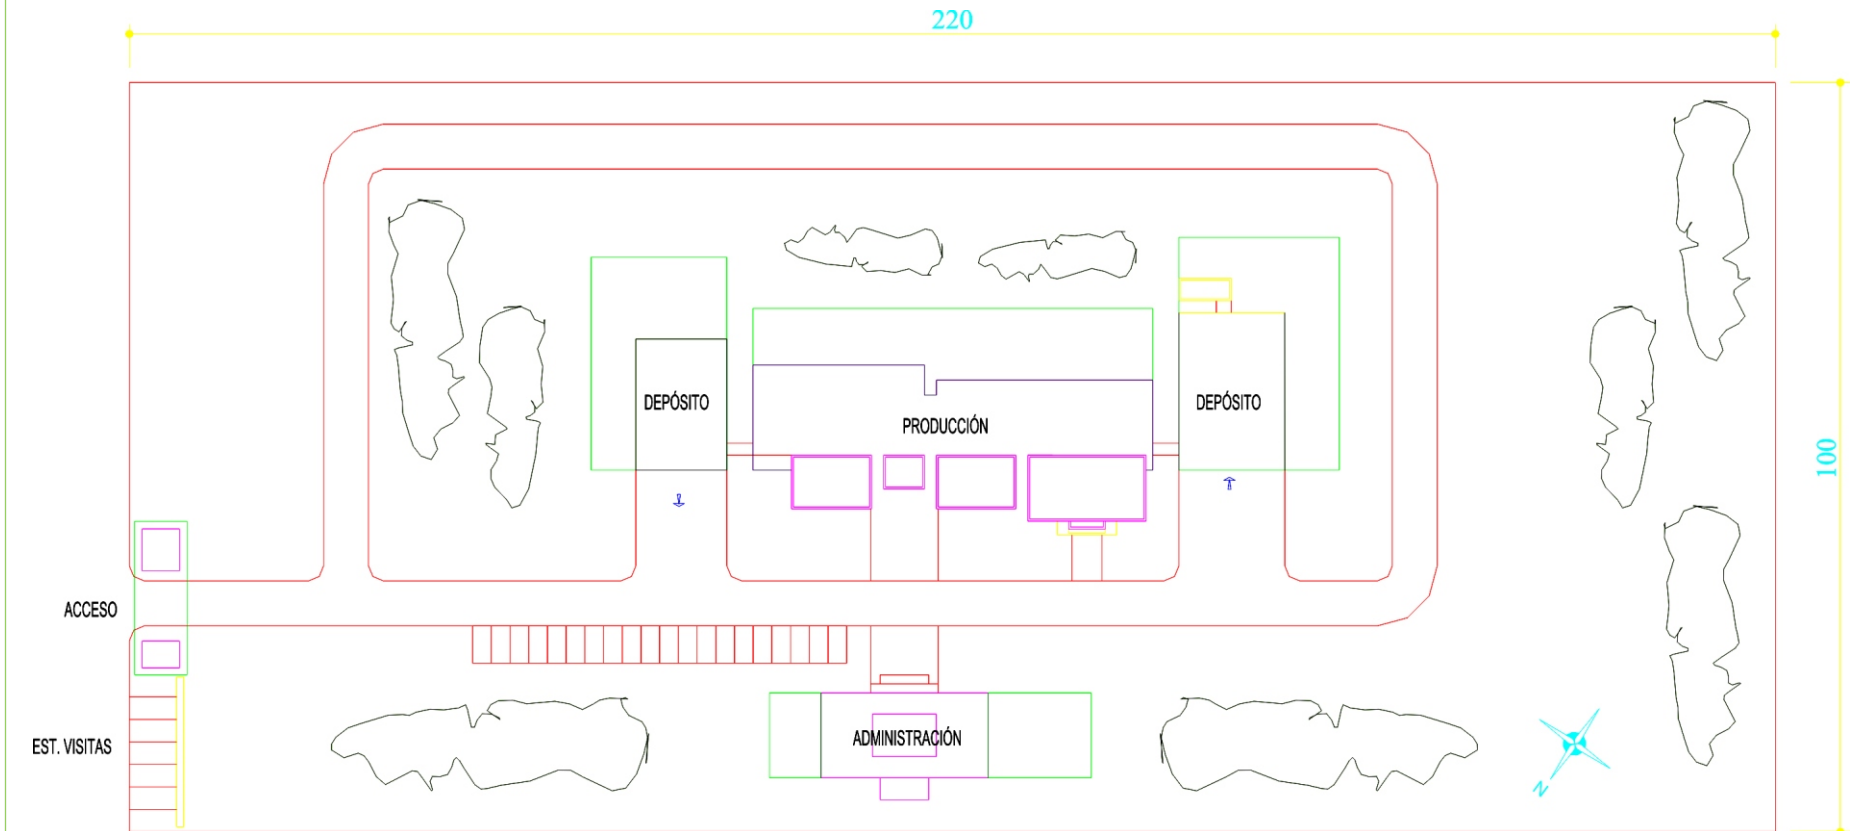 220
DEPÓSITO
DEPÓSITO
PRODUCCIÓN
100
ACCESO
ADMINISTRACIÓN
EST. VISITAS
N